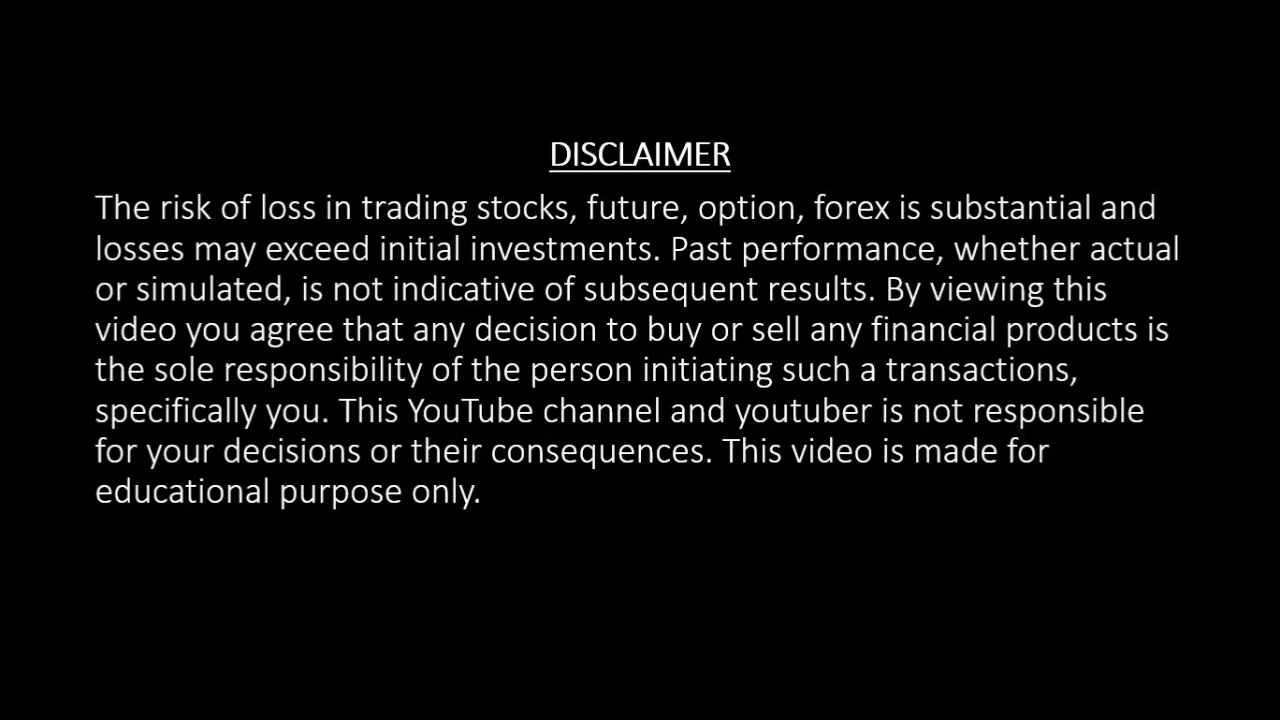 DISCLAIMER
The risk of loss in trading stocks, future, option, forex is substantial and
losses may exceed initial investments. Past performance, whether actual
or simulated, is not indicative of subsequent results. By viewing this
video you agree that any decision to buy or sell any financial products is
the sole responsibility of the person initiating such a transactions,
specifically you. This YouTube channel and youtuber is not responsible
for your decisions or their consequences. This video is made for
educational purpose only.